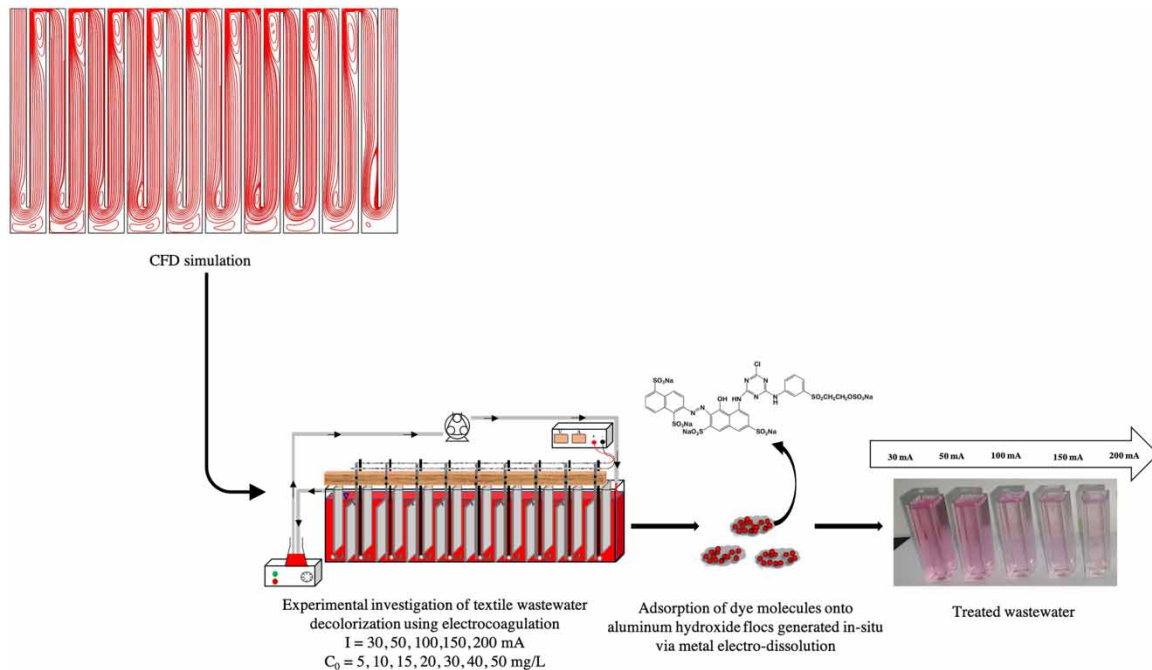 CFD simulation
Cl
N
N
N
SO₃Na
OH
HN
N
H
SO₂CH₂CH₂OSO₃Na
N
N
SO₃Na
NaO₃S
SO₃Na
30 mA 50 mA 100 mA 150 mA 200 mA
Experimental investigation of textile wastewater
decolorization using electrocoagulation
I = 30, 50, 100,150, 200 mA
C₀ = 5, 10, 15, 20, 30, 40, 50 mg/L
Adsorption of dye molecules onto
aluminum hydroxide flocs generated in-situ
via metal electro-dissolution
Treated wastewater